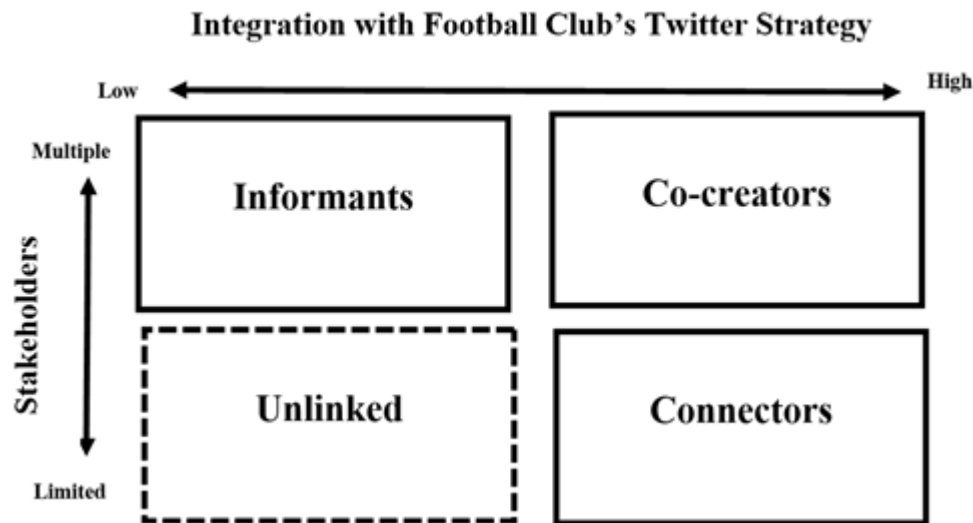 Integration with Football Club's Twitter Strategy
Low
High
Multiple
Informants
Co-creators
Stakeholders
Unlinked
Connectors
Limited